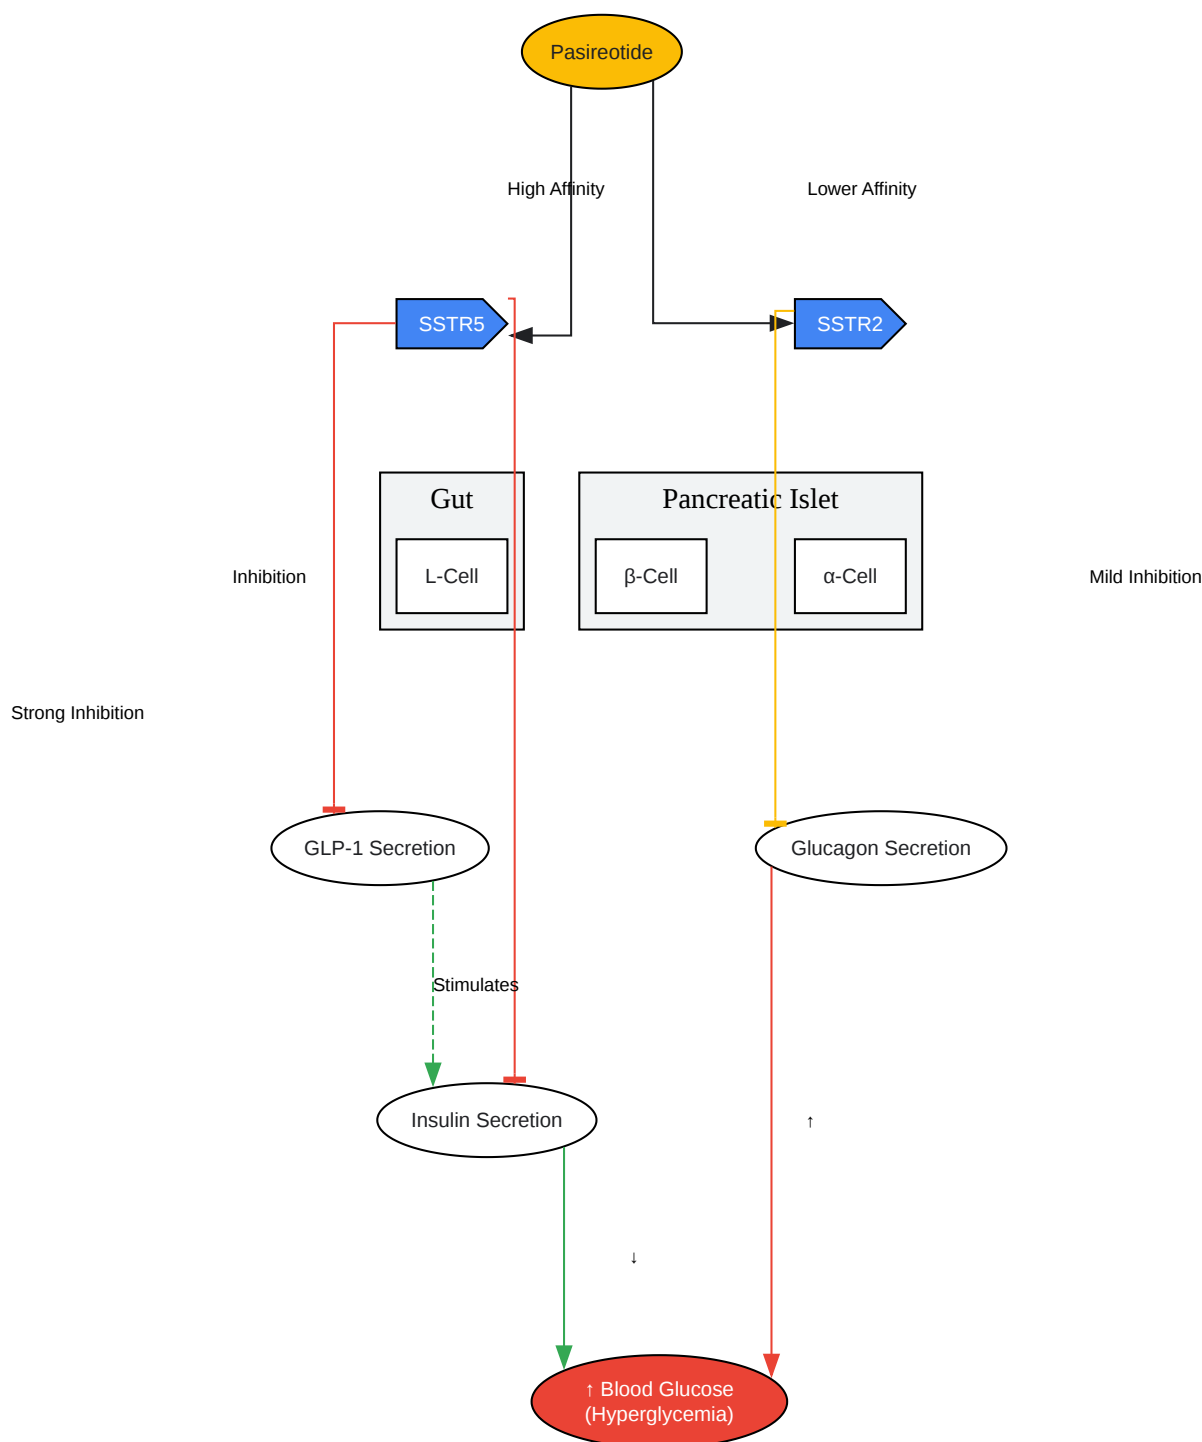 Pasireotide
High Affinity
Lower Affinity
SSTR5
SSTR2
Gut
Pancreatic Islet
L-Cell
β-Cell
α-Cell
Inhibition
Mild Inhibition
Strong Inhibition
GLP-1 Secretion
Glucagon Secretion
Stimulates
Insulin Secretion
↑
↓
↑ Blood Glucose
(Hyperglycemia)